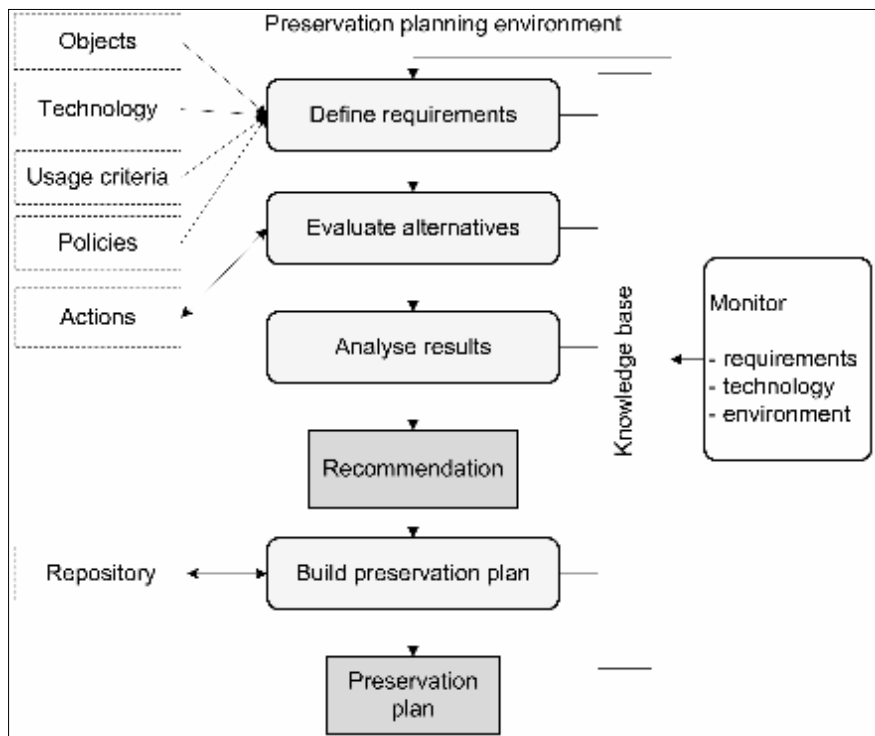 Preservation planning environment
Objects
Technology
Usage criteria
Policies
Actions
Repository
Define requirements
Evaluate alternatives
Analyse results
Recommendation
Build preservation plan
Preservation
plan
Knowledge base
Monitor
- requirements
- technology
- environment